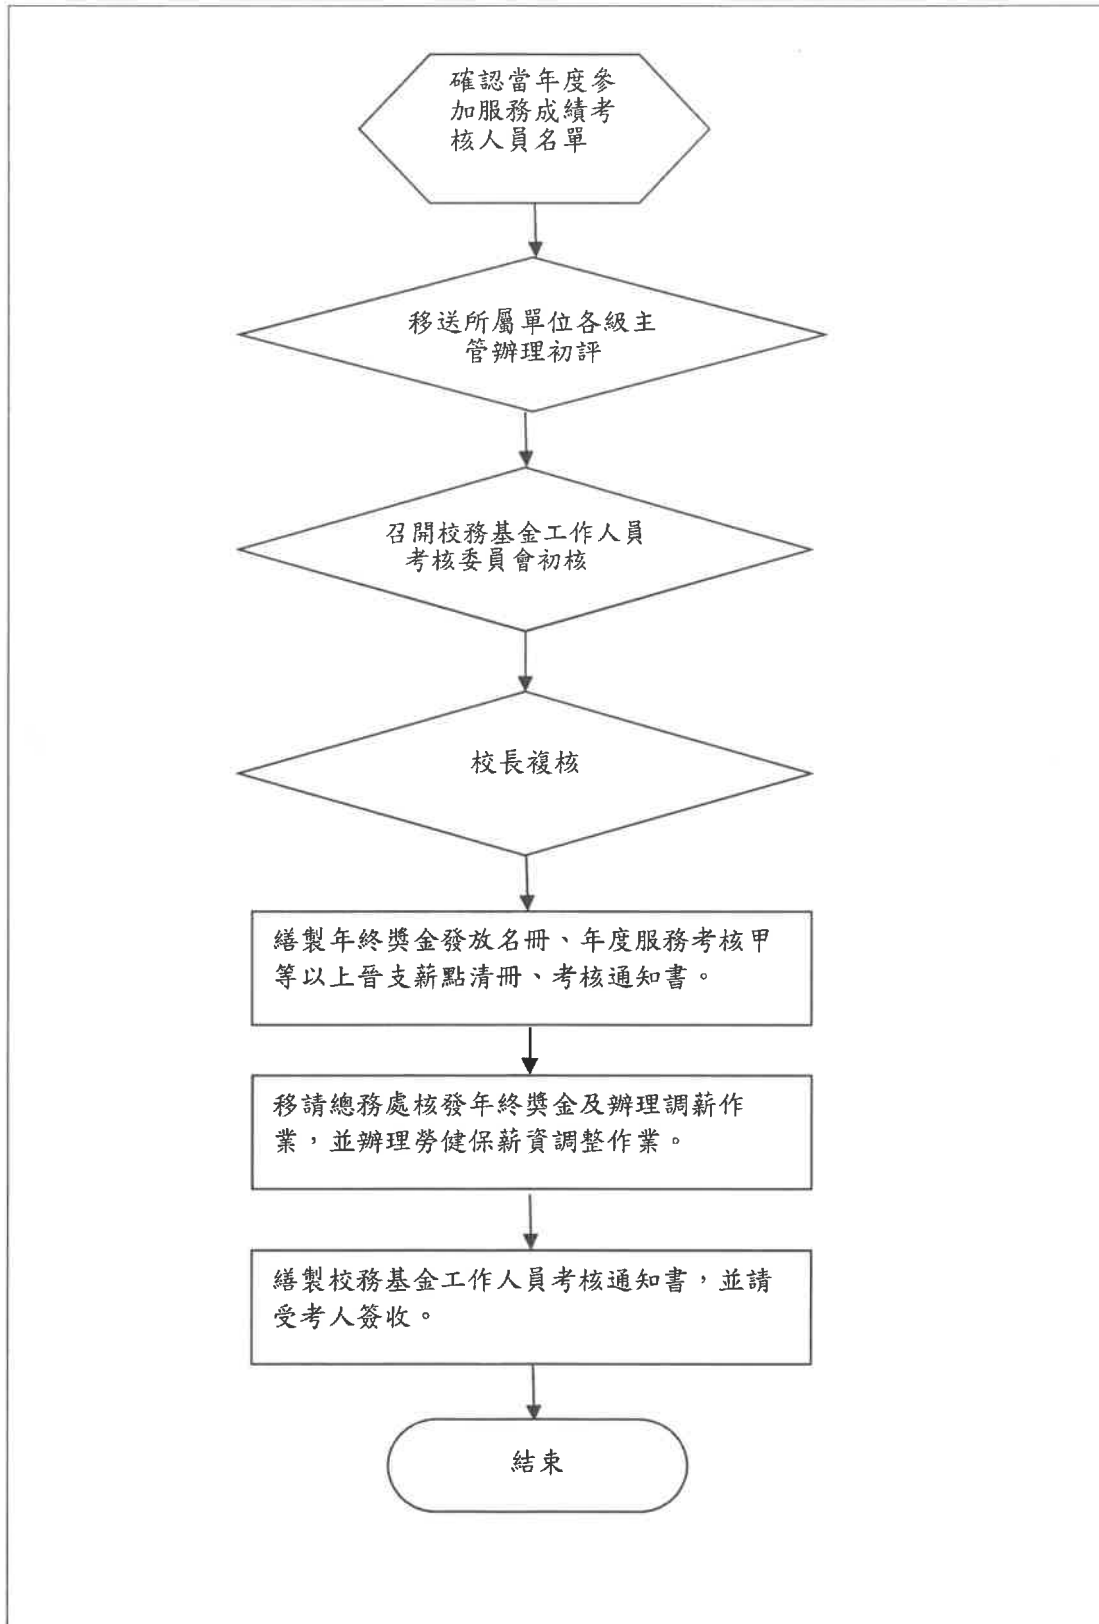 確認當年度參
加服務成績考
核人員名單
移送所屬單位各級主
管辦理初評
召開校務基金工作人員
考核委員會初核
校長複核
繕製年終獎金發放名冊、年度服務考核甲
等以上晉支薪點清冊、考核通知書。
移請總務處核發年終獎金及辦理調薪作
業，並辦理勞健保薪資調整作業。
繕製校務基金工作人員考核通知書，並請
受考人簽收。
結束